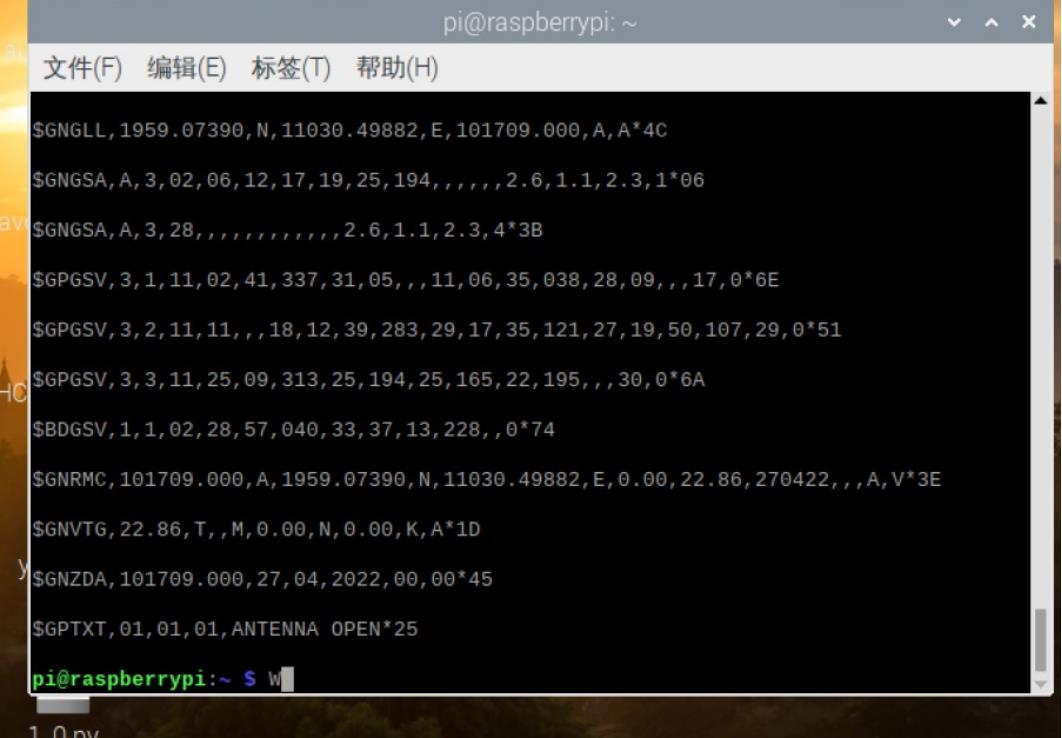 pi@raspberrypi: ~
文件(F) 编辑(E) 标签(T) 帮助(H)
$GNGLL,1959.07390,N,11030.49882,E,101709.000,A,A*4C
$GNGSA,A,3,02,06,12,17,19,25,194,,,,,,2.6,1.1,2.3,1*06
$GNGSA,A,3,28,,,,,,,,,,,,2.6,1.1,2.3,4*3B
$GPGSV,3,1,11,02,41,337,31,05,,,11,06,35,038,28,09,,,17,0*6E
$GPGSV,3,2,11,11,,,18,12,39,283,29,17,35,121,27,19,50,107,29,0*51
$GPGSV,3,3,11,25,09,313,25,194,25,165,22,195,,,30,0*6A
$BDGSV,1,1,02,28,57,040,33,37,13,228,,0*74
$GNRMC,101709.000,A,1959.07390,N,11030.49882,E,0.00,22.86,270422,,,A,V*3E
$GNVTG,22.86,T,,M,0.00,N,0.00,K,A*1D
$GNZDA,101709.000,27,04,2022,00,00*45
$GPTXT,01,01,01,ANTENNA OPEN*25
pi@raspberrypi:~ $ W